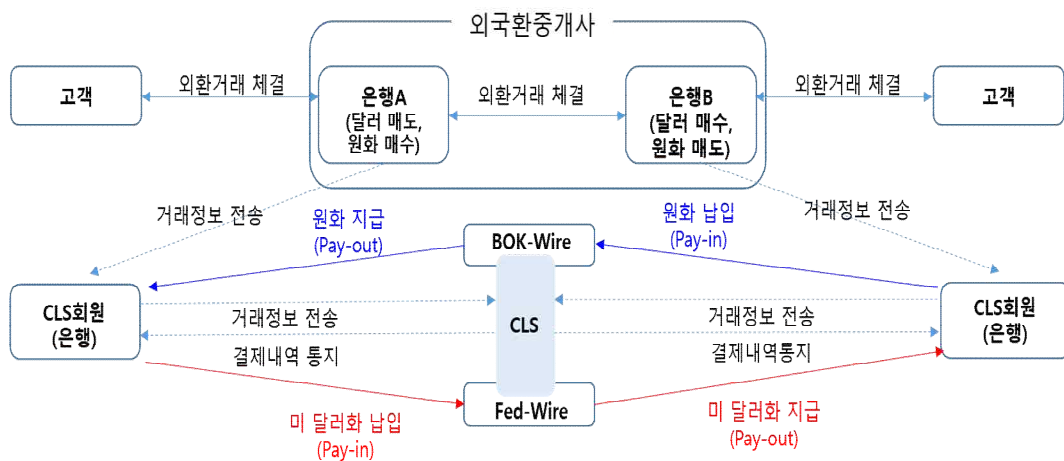 외국환중개사
고객
외환거래 체결
은행A
(달러 매도,
원화 매수)
외환거래 체결
은행B
(달러 매수,
원화 매도)
외환거래 체결
고객
거래정보 전송
원화 지급
(Pay-out)
원화 납입
(Pay-in)
거래정보 전송
BOK-Wire
CLS회원
(은행)
거래정보 전송
결제내역 통지
CLS
거래정보 전송
결제내역통지
CLS회원
(은행)
미 달러화 납입
(Pay-in)
Fed-Wire
미 달러화 지급
(Pay-out)